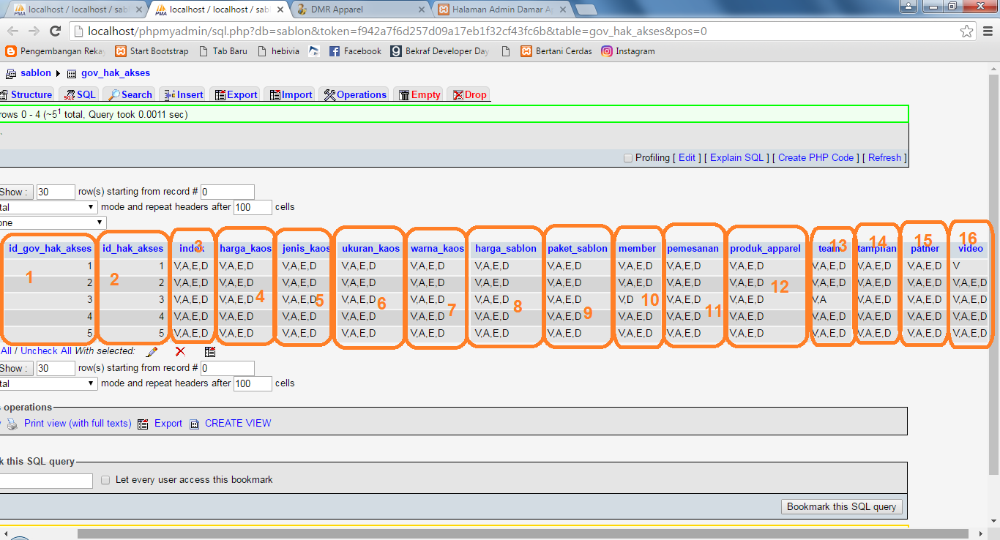 localhost / localhost / sabl
localhost / localhost / sab
DMR Apparel
Halaman Admin Damar A
localhost/phpmyadmin/sql.php?db=sablon&token=f942a7f6d257d09a17eb1f32cf43fc6b&table=gov_hak_akses&pos=0
Pengembangan Reka Start Bootstrap Tab Baru hebivia Facebook Bekraf Developer Day Bertani Cerdas Instagram
sablon gov_hak_akses
Structure SQL Search Insert Export Import Operations Empty Drop
rows 0 - 4 (~5¹ total, Query took 0.0011 sec)
Profiling [ Edit ] [ Explain SQL ] [ Create PHP Code ] [ Refresh ]
Show : 30 row(s) starting from record # 0
tal mode and repeat headers after 100 cells
one
id_gov_hak_akses id_hak_akses indek harga_kaos jenis_kaos ukuran_kaos warna_kaos harga_sablon paket_sablon member pemesanan produk_apparel team tampilan patner video
1 1 V,A,E,D V,A,E,D V,A,E,D V,A,E,D V,A,E,D V,A,E,D V,A,E,D V,A,E,D V,A,E,D V,A,E,D V,A,E,D V,A,E,D V,A,E,D V
2 2 V,A,E,D V,A,E,D V,A,E,D V,A,E,D V,A,E,D V,A,E,D V,A,E,D V,A,E,D V,A,E,D V,A,E,D V,A,E,D V,A,E,D V,A,E,D V,A,E,D
3 3 V,A,E,D V,A,E,D V,A,E,D V,A,E,D V,A,E,D V,A,E,D V,A,E,D V,D V,A,E,D V,A,E,D V,A V,A,E,D V,A,E,D V,A,E,D
4 4 V,A,E,D V,A,E,D V,A,E,D V,A,E,D V,A,E,D V,A,E,D V,A,E,D V,A,E,D V,A,E,D V,A,E,D V,A,E,D V,A,E,D V,A,E,D V,A,E,D
5 5 V,A,E,D V,A,E,D V,A,E,D V,A,E,D V,A,E,D V,A,E,D V,A,E,D V,A,E,D V,A,E,D V,A,E,D V,A,E,D V,A,E,D V,A,E,D V,A,E,D
1 2 3 4 5 6 7 8 9 10 11 12 13 14 15 16
All / Uncheck All With selected:
Show : 30 row(s) starting from record # 0
tal mode and repeat headers after 100 cells
operations
Print view (with full texts) Export CREATE VIEW
k this SQL query
Let every user access this bookmark
Bookmark this SQL query